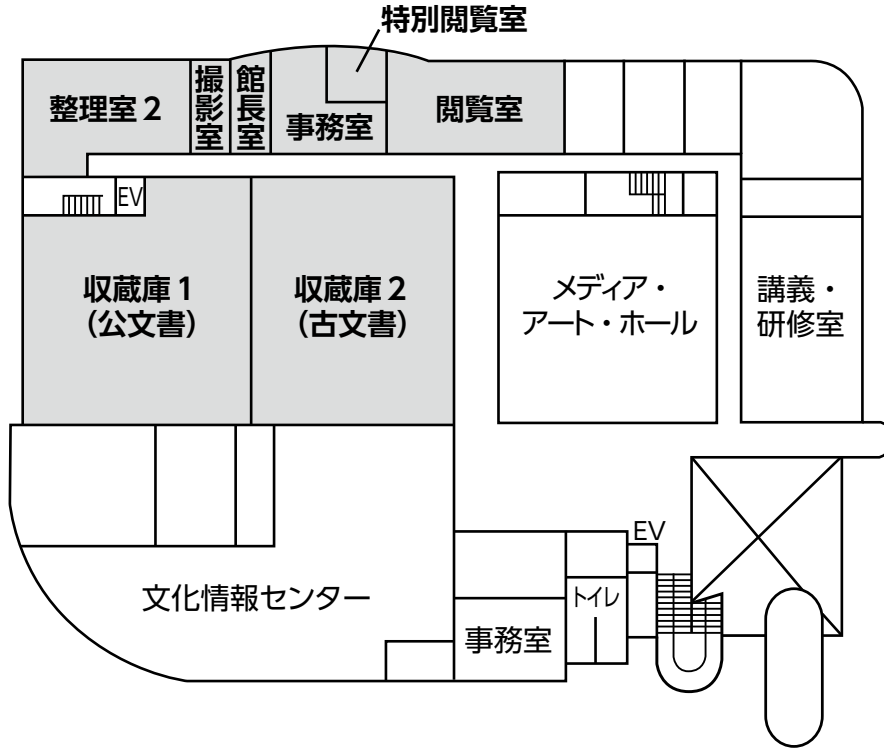 特別閲覧室
整理室2
撮影室
館長室
事務室
閲覧室
EV
収蔵庫1
(公文書)
収蔵庫2
(古文書)
メディア・
アート・ホール
講義・
研修室
EV
文化情報センター
トイレ
事務室